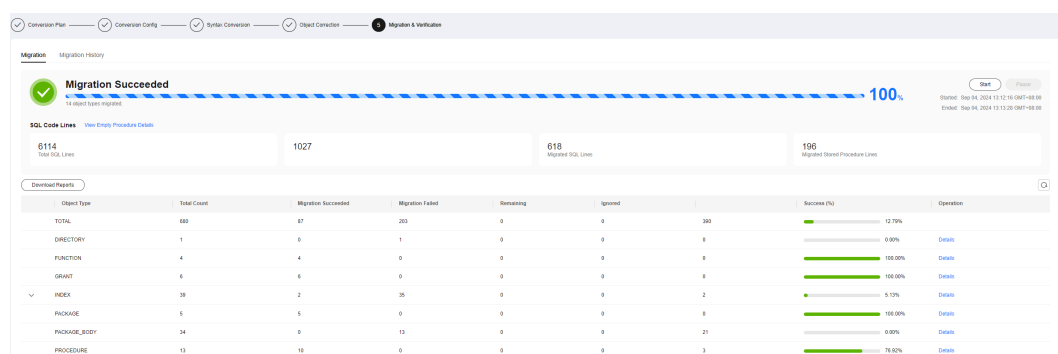 Conversion Plan Conversion Config Syntax Conversion Object Correction 5 Migration & Verification
Migration Migration History
Migration Succeeded
14 object types migrated.
100%
Start Pause
Started: Sep 04, 2024 13:12:16 GMT+08:00
Ended: Sep 04, 2024 13:13:28 GMT+08:00
SQL Code Lines View Empty Procedure Details
6114 1027 618 196
Total SQL Lines Migrated SQL Lines Migrated Stored Procedure Lines
Download Reports
Object Type Total Count Migration Succeeded Migration Failed Remaining Ignored Success (%) Operation
TOTAL 680 87 203 0 0 390 12.79%
DIRECTORY 1 0 1 0 0 0 0.00% Details
FUNCTION 4 4 0 0 0 0 100.00% Details
GRANT 6 6 0 0 0 0 100.00% Details
INDEX 39 2 35 0 0 2 5.13% Details
PACKAGE 5 5 0 0 0 0 100.00% Details
PACKAGE_BODY 34 0 13 0 0 21 0.00% Details
PROCEDURE 13 10 0 0 0 3 76.92% Details